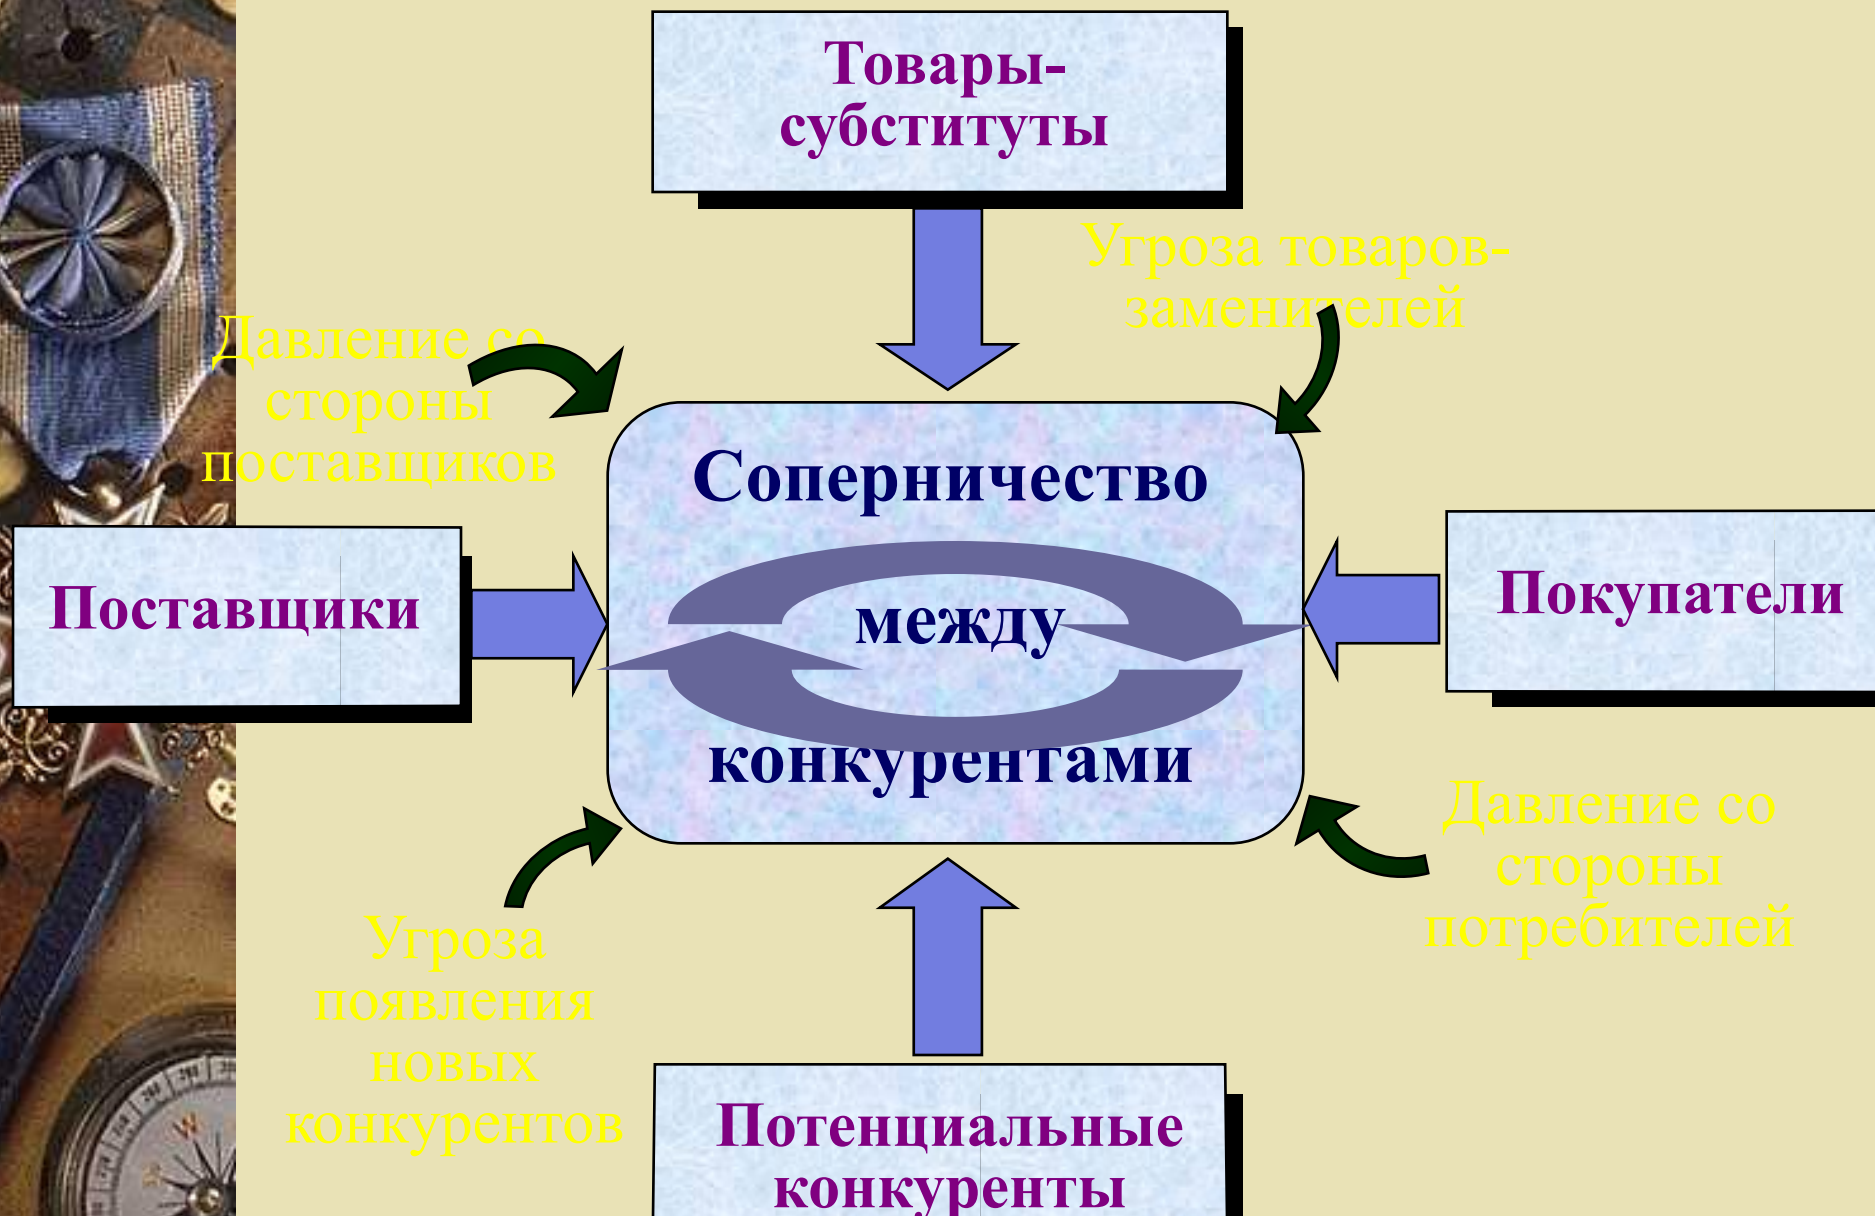 Товары-
субституты
Угроза товаров-
заменителей
Давление со
стороны
поставщиков
Соперничество
между
конкурентами
Поставщики
Покупатели
Давление со
стороны
потребителей
Угроза
появления
новых
конкурентов
Потенциальные
конкуренты